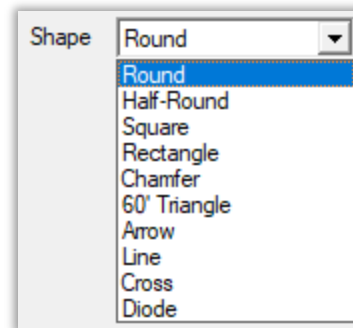 Shape Round
Round
Half-Round
Square
Rectangle
Chamfer
60° Triangle
Arrow
Line
Cross
Diode